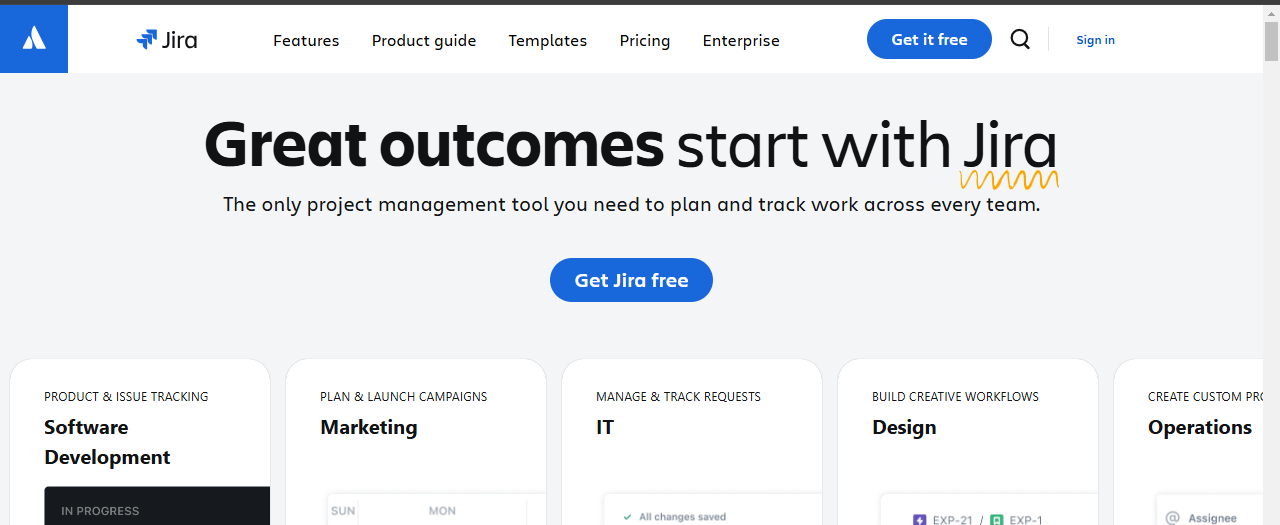 Jira
Features
Product guide
Templates
Pricing
Enterprise
Get it free
Sign in
Great outcomes start with Jira
The only project management tool you need to plan and track work across every team.
Get Jira free
PRODUCT & ISSUE TRACKING
Software
Development
IN PROGRESS
PLAN & LAUNCH CAMPAIGNS
Marketing
SUN MON
MANAGE & TRACK REQUESTS
IT
All changes saved
BUILD CREATIVE WORKFLOWS
Design
EXP-21 / EXP-1
CREATE CUSTOM
Operations
@ Assignee